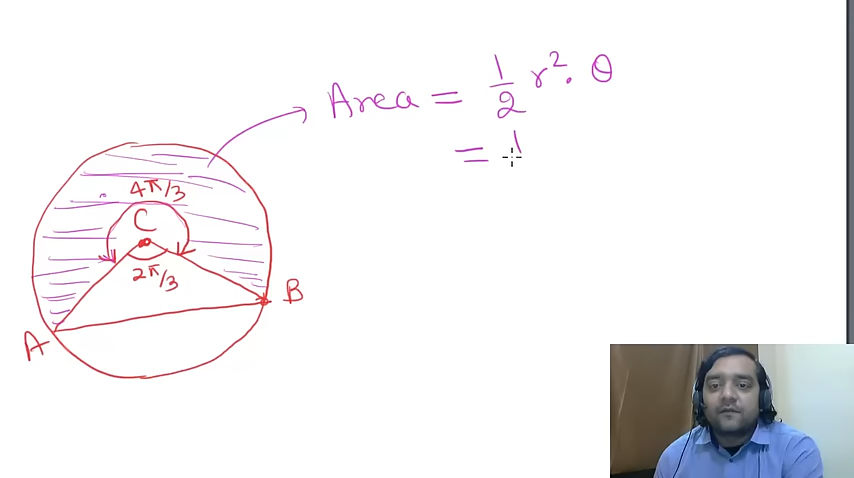 Area = 1/2 r². θ
= 1
4π/3
C
2π/3
B
A